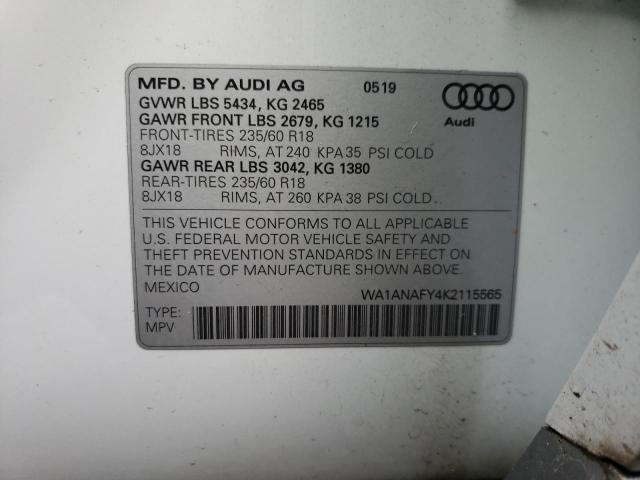 MFD. BY AUDI AG 0519
GVWR LBS 5434, KG 2465
GAWR FRONT LBS 2679, KG 1215
FRONT-TIRES 235/60 R18
8JX18 RIMS, AT 240 KPA 35 PSI COLD
GAWR REAR LBS 3042, KG 1380
REAR-TIRES 235/60 R18
8JX18 RIMS, AT 260 KPA 38 PSI COLD
Audi
THIS VEHICLE CONFORMS TO ALL APPLICABLE
U.S. FEDERAL MOTOR VEHICLE SAFETY AND
THEFT PREVENTION STANDARDS IN EFFECT ON
THE DATE OF MANUFACTURE SHOWN ABOVE.
MEXICO WA1ANAFY4K2115565
TYPE:
MPV